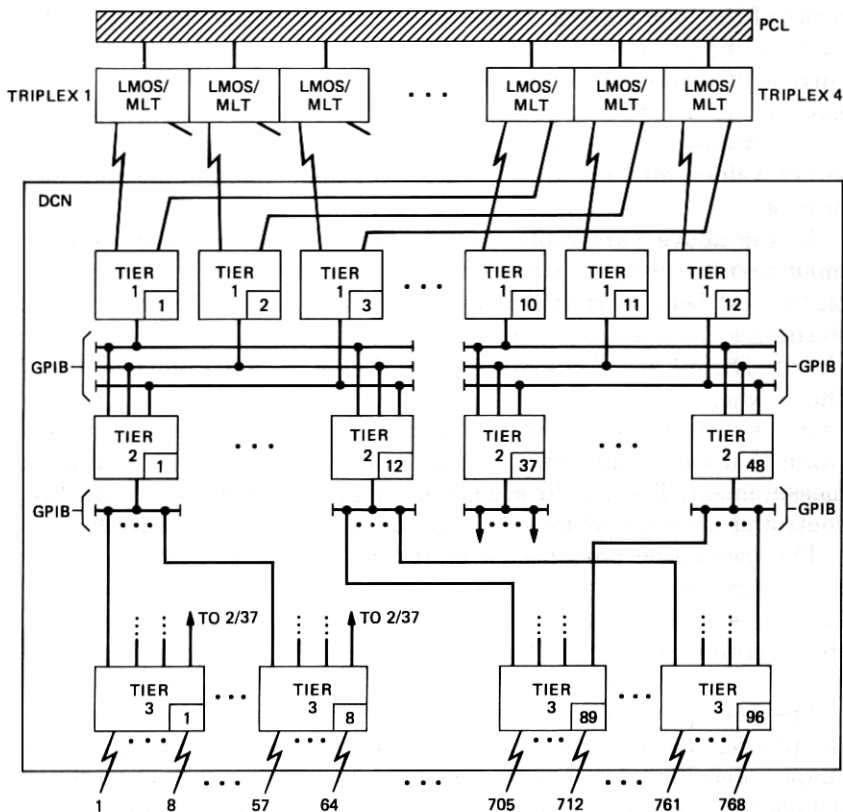 PCL
TRIPLEX 1 LMOS/ MLT LMOS/ MLT LMOS/ MLT • • • LMOS/ MLT LMOS/ MLT LMOS/ MLT TRIPLEX 4
DCN
TIER 1 1 TIER 1 2 TIER 1 3 • • • TIER 1 10 TIER 1 11 TIER 1 12
GPIB GPIB
TIER 2 1 • • • TIER 2 12 TIER 2 37 • • • TIER 2 48
GPIB GPIB
TO 2/37 TO 2/37
TIER 3 1 • • • TIER 3 8 TIER 3 89 • • • TIER 3 96
1 8 • • • 57 64 • • • 705 712 • • • 761 768